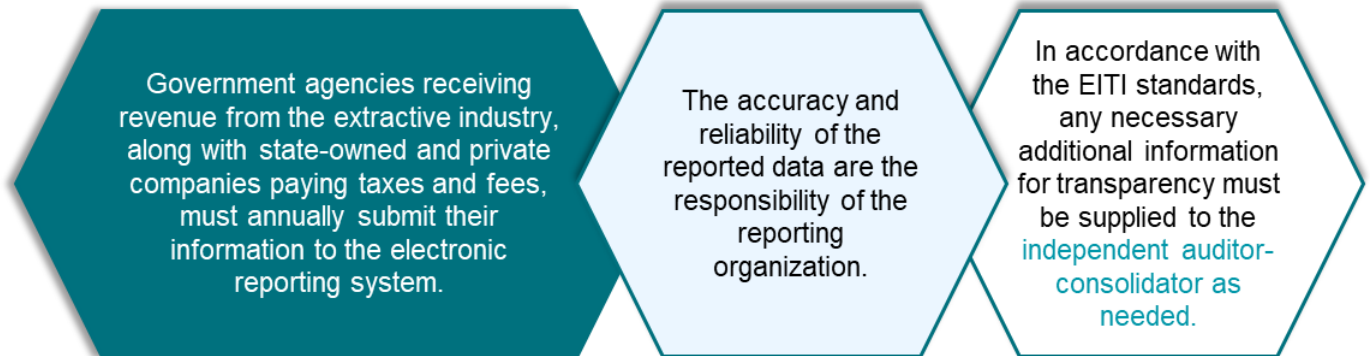 Government agencies receiving
revenue from the extractive industry,
along with state-owned and private
companies paying taxes and fees,
must annually submit their
information to the electronic
reporting system.
The accuracy and
reliability of the
reported data are the
responsibility of the
reporting
organization.
In accordance with
the EITI standards,
any necessary
additional information
for transparency must
be supplied to the
independent auditor-
consolidator as
needed.